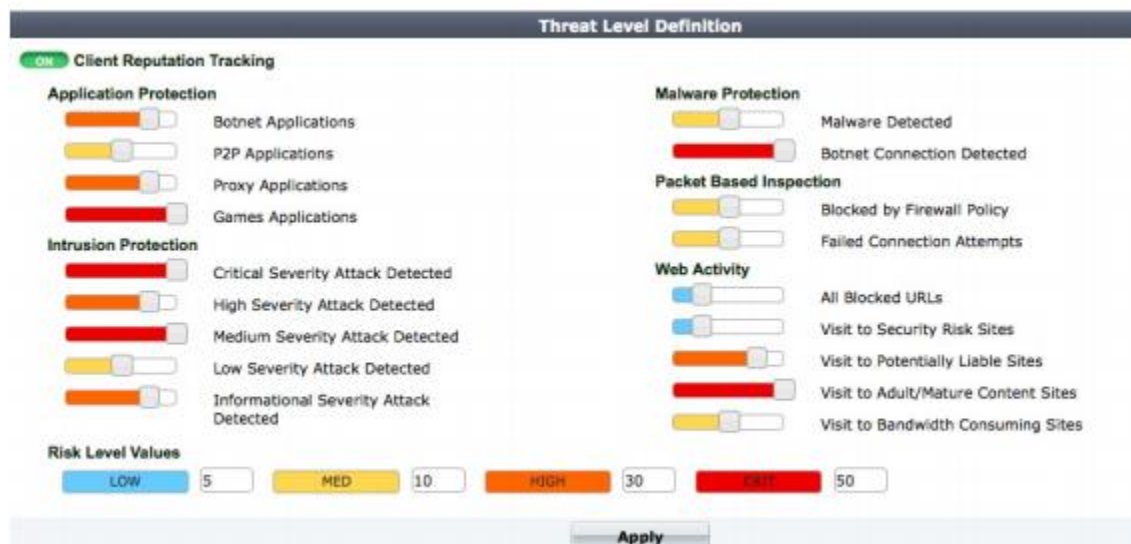 Threat Level Definition
ON Client Reputation Tracking
Application Protection
Botnet Applications
P2P Applications
Proxy Applications
Games Applications
Intrusion Protection
Critical Severity Attack Detected
High Severity Attack Detected
Medium Severity Attack Detected
Low Severity Attack Detected
Informational Severity Attack
Detected
Malware Protection
Malware Detected
Botnet Connection Detected
Packet Based Inspection
Blocked by Firewall Policy
Failed Connection Attempts
Web Activity
All Blocked URLs
Visit to Security Risk Sites
Visit to Potentially Liable Sites
Visit to Adult/Mature Content Sites
Visit to Bandwidth Consuming Sites
Risk Level Values
LOW 5 MED 10 HIGH 30 CRIT 50
Apply